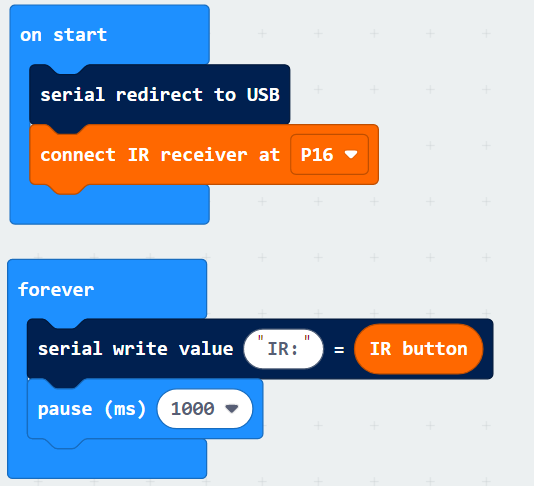 on start
serial redirect to USB
connect IR receiver at P16
forever
serial write value "IR:" = IR button
pause (ms) 1000